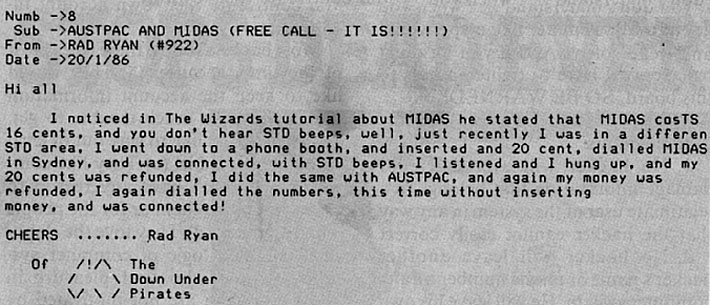 Numb ->8
Sub ->AUSTPAC AND MIDAS (FREE CALL - IT IS!!!!!!)
From ->RAD RYAN (#922)
Date ->20/1/86
Hi all
I noticed in The Wizards tutorial about MIDAS he stated that MIDAS cosTS
16 cents, and you don't hear STD beeps, well, just recently I was in a differen
STD area, I went down to a phone booth, and inserted and 20 cent, dialled MIDAS
in Sydney, and was connected, with STD beeps, I listened and I hung up, and my
20 cents was refunded, I did the same with AUSTPAC, and again my money was
refunded, I again dialled the numbers, this time without inserting
money, and was connected!
CHEERS ....... Rad Ryan
Of /!/\ The
/ \ Down Under
\/ \ / Pirates